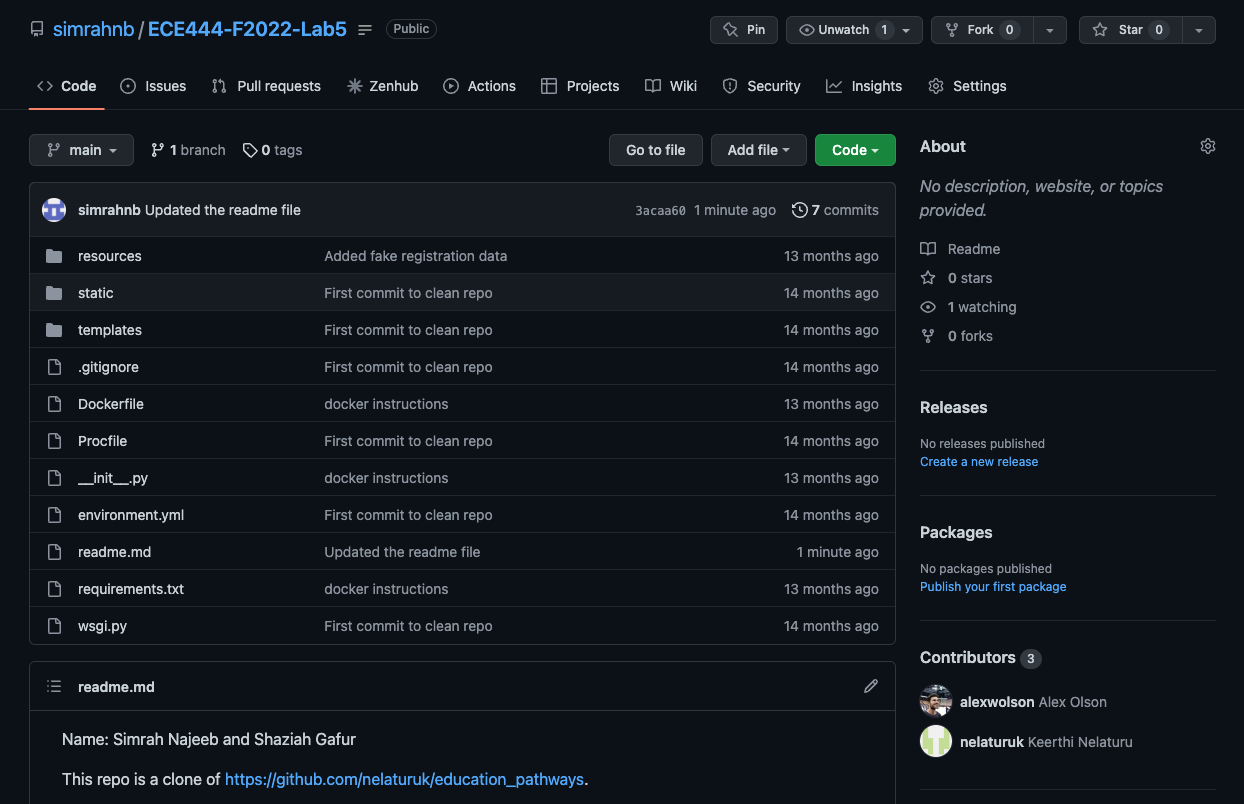 simrahnb / ECE444-F2022-Lab5 Public Pin Unwatch 1 Fork 0 Star 0
Code Issues Pull requests Zenhub Actions Projects Wiki Security Insights Settings
main 1 branch 0 tags Go to file Add file Code
simrahnb Updated the readme file 3acaa60 1 minute ago 7 commits
resources Added fake registration data 13 months ago
static First commit to clean repo 14 months ago
templates First commit to clean repo 14 months ago
.gitignore First commit to clean repo 14 months ago
Dockerfile docker instructions 13 months ago
Procfile First commit to clean repo 14 months ago
__init__.py docker instructions 13 months ago
environment.yml First commit to clean repo 14 months ago
readme.md Updated the readme file 1 minute ago
requirements.txt docker instructions 13 months ago
wsgi.py First commit to clean repo 14 months ago
readme.md
Name: Simrah Najeeb and Shaziah Gafur
This repo is a clone of https://github.com/nelaturuk/education_pathways.
About
No description, website, or topics
provided.
Readme
0 stars
1 watching
0 forks
Releases
No releases published
Create a new release
Packages
No packages published
Publish your first package
Contributors 3
alexwolson Alex Olson
nelaturuk Keerthi Nelaturu